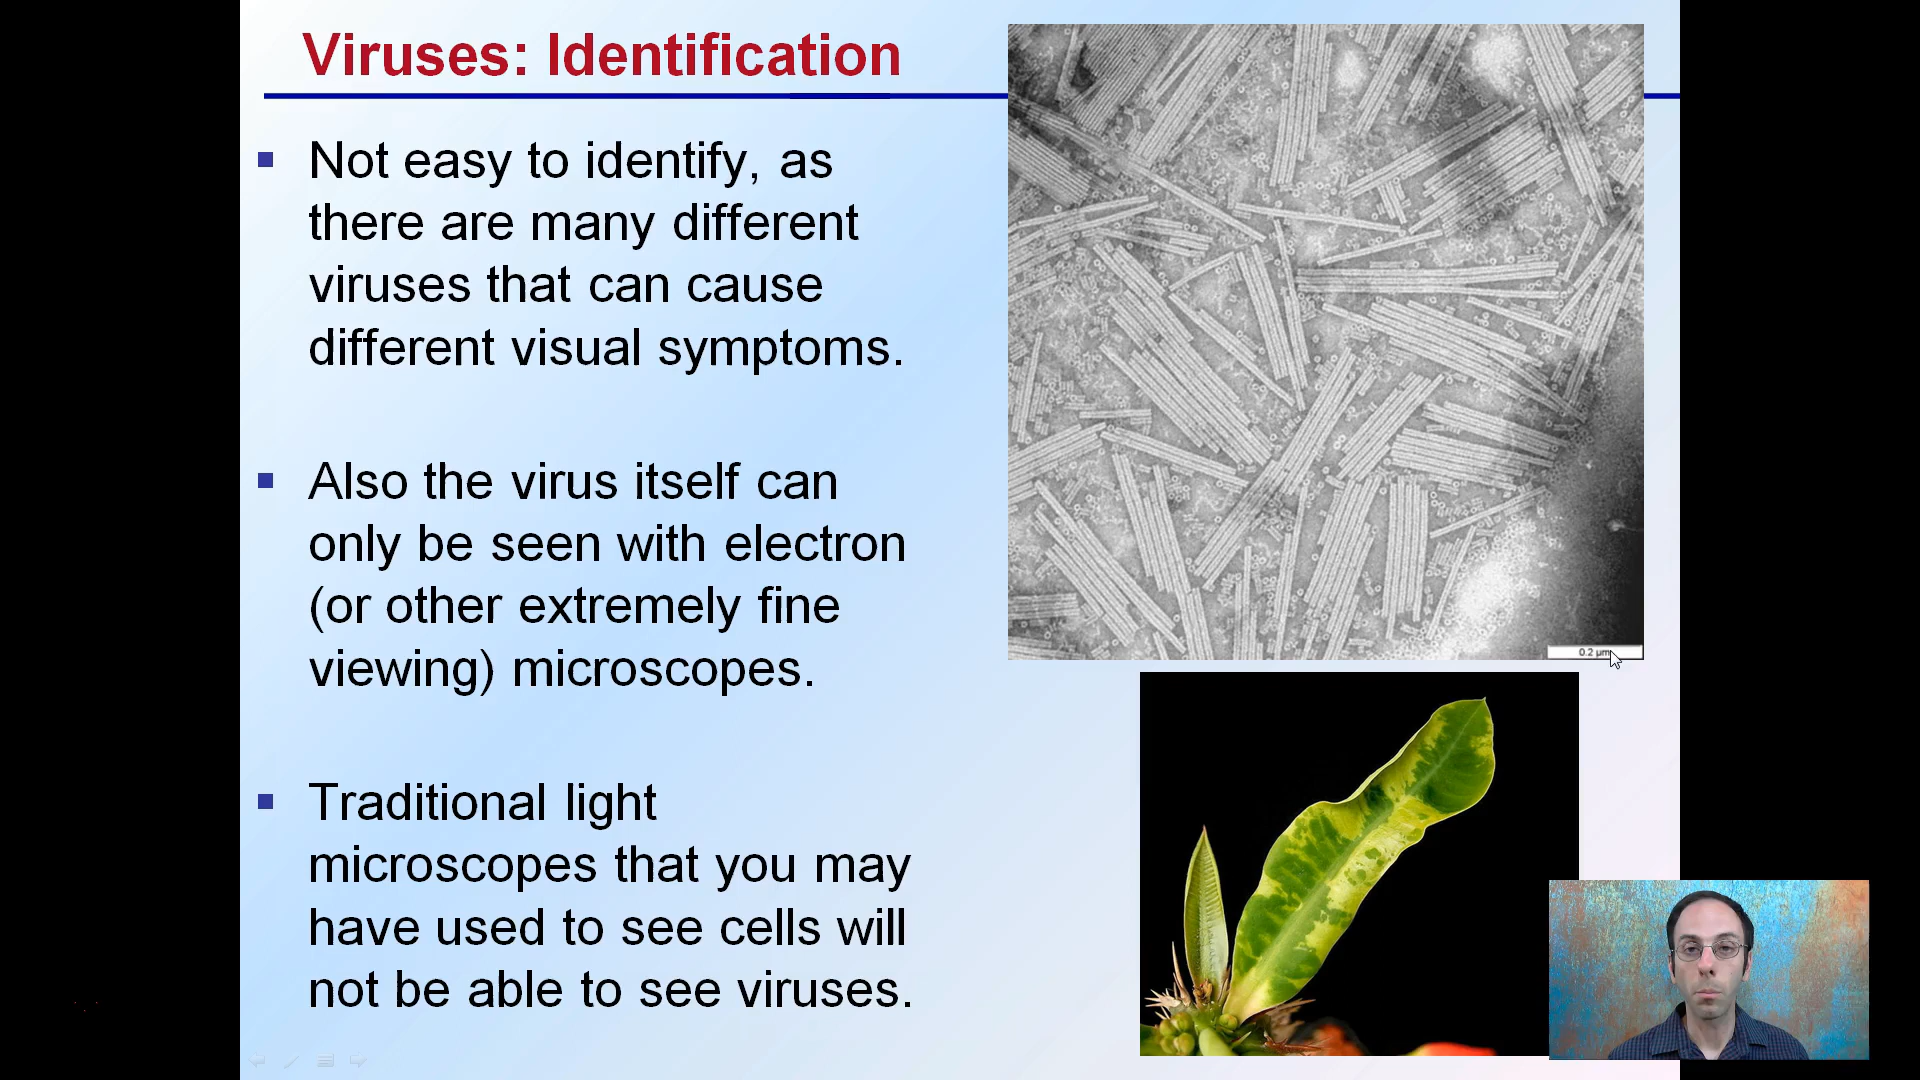 Viruses: Identification
Not easy to identify, as
there are many different
viruses that can cause
different visual symptoms.
Also the virus itself can
only be seen with electron
(or other extremely fine
viewing) microscopes.
Traditional light
microscopes that you may
have used to see cells will
not be able to see viruses.
0.2 µm